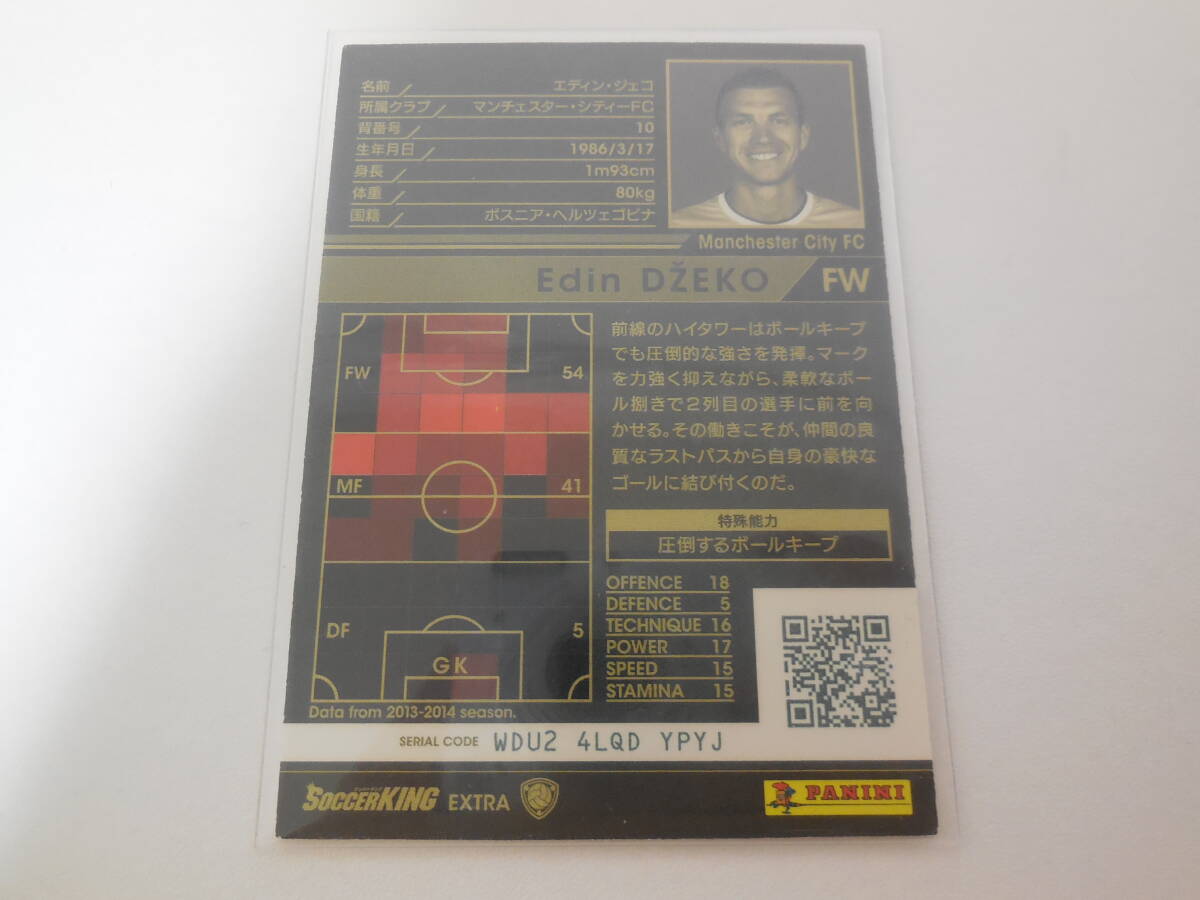 名前 エディン・ジェコ
所属クラブ マンチェスター・シティーFC
背番号 10
生年月日 1986/3/17
身長 1m93cm
体重 80kg
国籍 ボスニア・ヘルツェゴビナ
Manchester City FC
Edin DŽEKO FW
FW 54
MF 41
DF 5
GK
Data from 2013-2014 season.
前線のハイタワーはボールキープ
でも圧倒的な強さを発揮。マーク
を力強く抑えながら、柔軟なボー
ル捌きで2列目の選手に前を向
かせる。その働きこそが、仲間の良
質なラストパスから自身の豪快な
ゴールに結び付くのだ。
特殊能力
圧倒するボールキープ
OFFENCE 18
DEFENCE 5
TECHNIQUE 16
POWER 17
SPEED 15
STAMINA 15
SERIAL CODE WDU2 4LQD YPYJ
SOCCERKING EXTRA
PANINI